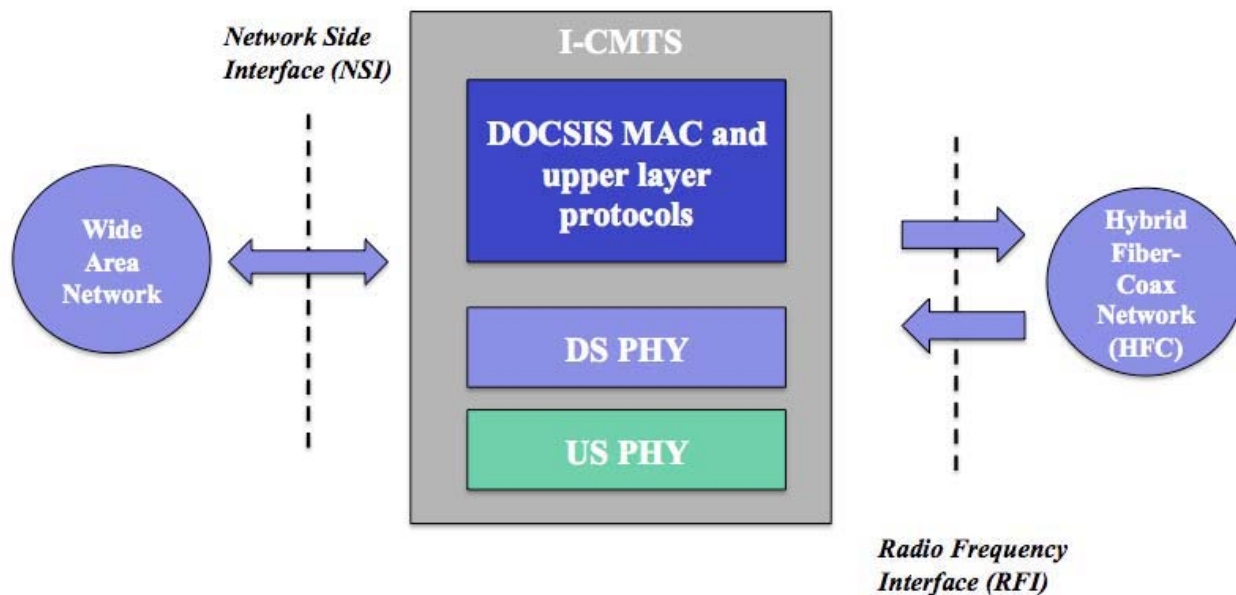 Network Side
Interface (NSI)
I-CMTS
DOCSIS MAC and
upper layer
protocols
Wide
Area
Network
Hybrid
Fiber-
Coax
Network
(HFC)
DS PHY
US PHY
Radio Frequency
Interface (RFI)